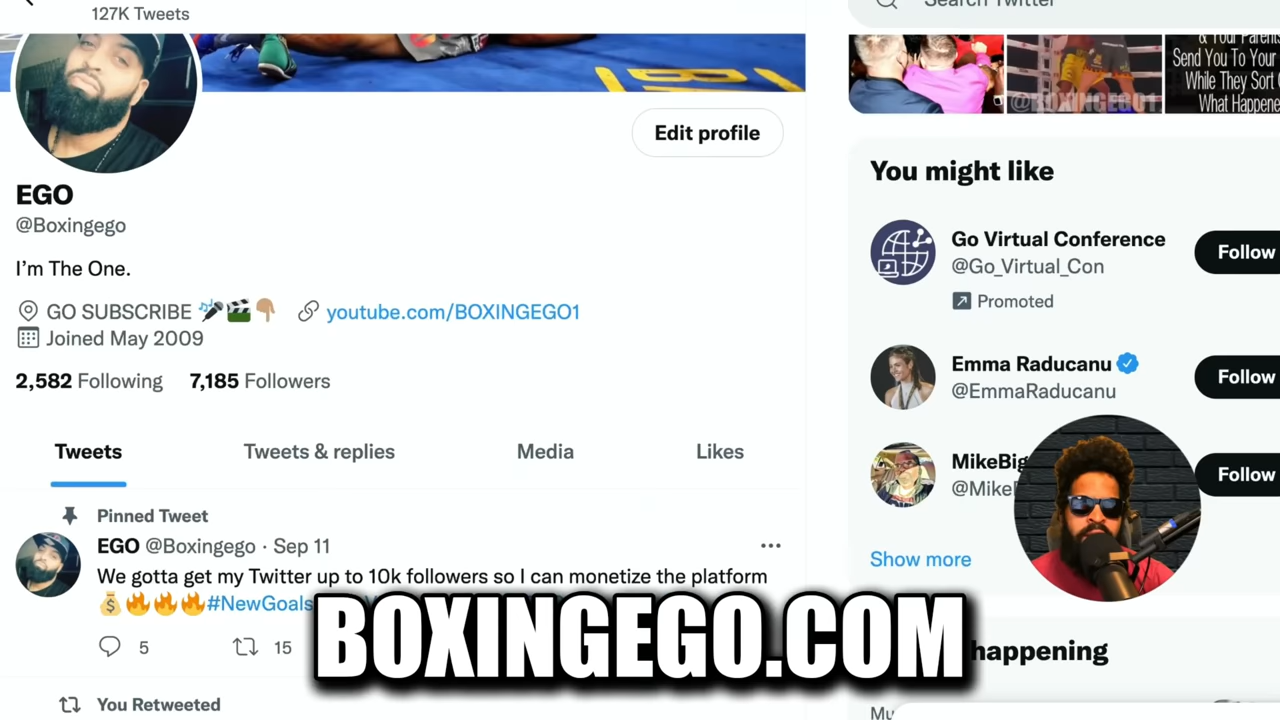 127K Tweets
Search Twitter
& Your Parents
Send You To Your
While They Sort
What Happene
@BOXINGEGO1
Edit profile
EGO
@Boxingego
I'm The One.
GO SUBSCRIBE 🎤🎬👇🏽 youtube.com/BOXINGEGO1
Joined May 2009
2,582 Following 7,185 Followers
Tweets Tweets & replies Media Likes
Pinned Tweet
EGO @Boxingego · Sep 11
We gotta get my Twitter up to 10k followers so I can monetize the platform
💰🔥🔥🔥#NewGoals
5 15
You Retweeted
You might like
Go Virtual Conference
@Go_Virtual_Con
Promoted
Follow
Emma Raducanu
@EmmaRaducanu
Follow
MikeBig
@Mike
Follow
Show more
happening
Mu
BOXINGEGO.COM